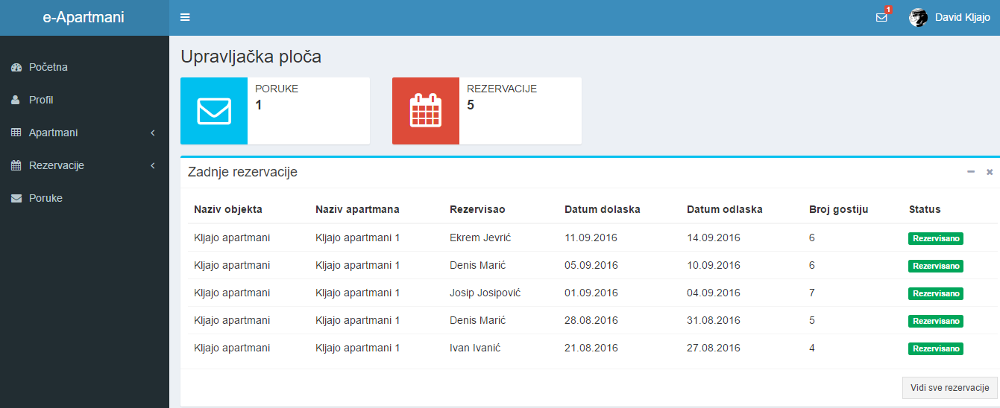 e-Apartmani
1
David Kljajo
Početna
Profil
Apartmani
Rezervacije
Poruke
Upravljačka ploča
PORUKE
1
REZERVACIJE
5
Zadnje rezervacije
Naziv objekta Naziv apartmana Rezervisao Datum dolaska Datum odlaska Broj gostiju Status
Kljajo apartmani Kljajo apartmani 1 Ekrem Jevrić 11.09.2016 14.09.2016 6 Rezervisano
Kljajo apartmani Kljajo apartmani 1 Denis Marić 05.09.2016 10.09.2016 6 Rezervisano
Kljajo apartmani Kljajo apartmani 1 Josip Josipović 01.09.2016 04.09.2016 7 Rezervisano
Kljajo apartmani Kljajo apartmani 1 Denis Marić 28.08.2016 31.08.2016 5 Rezervisano
Kljajo apartmani Kljajo apartmani 1 Ivan Ivanić 21.08.2016 27.08.2016 4 Rezervisano
Vidi sve rezervacije